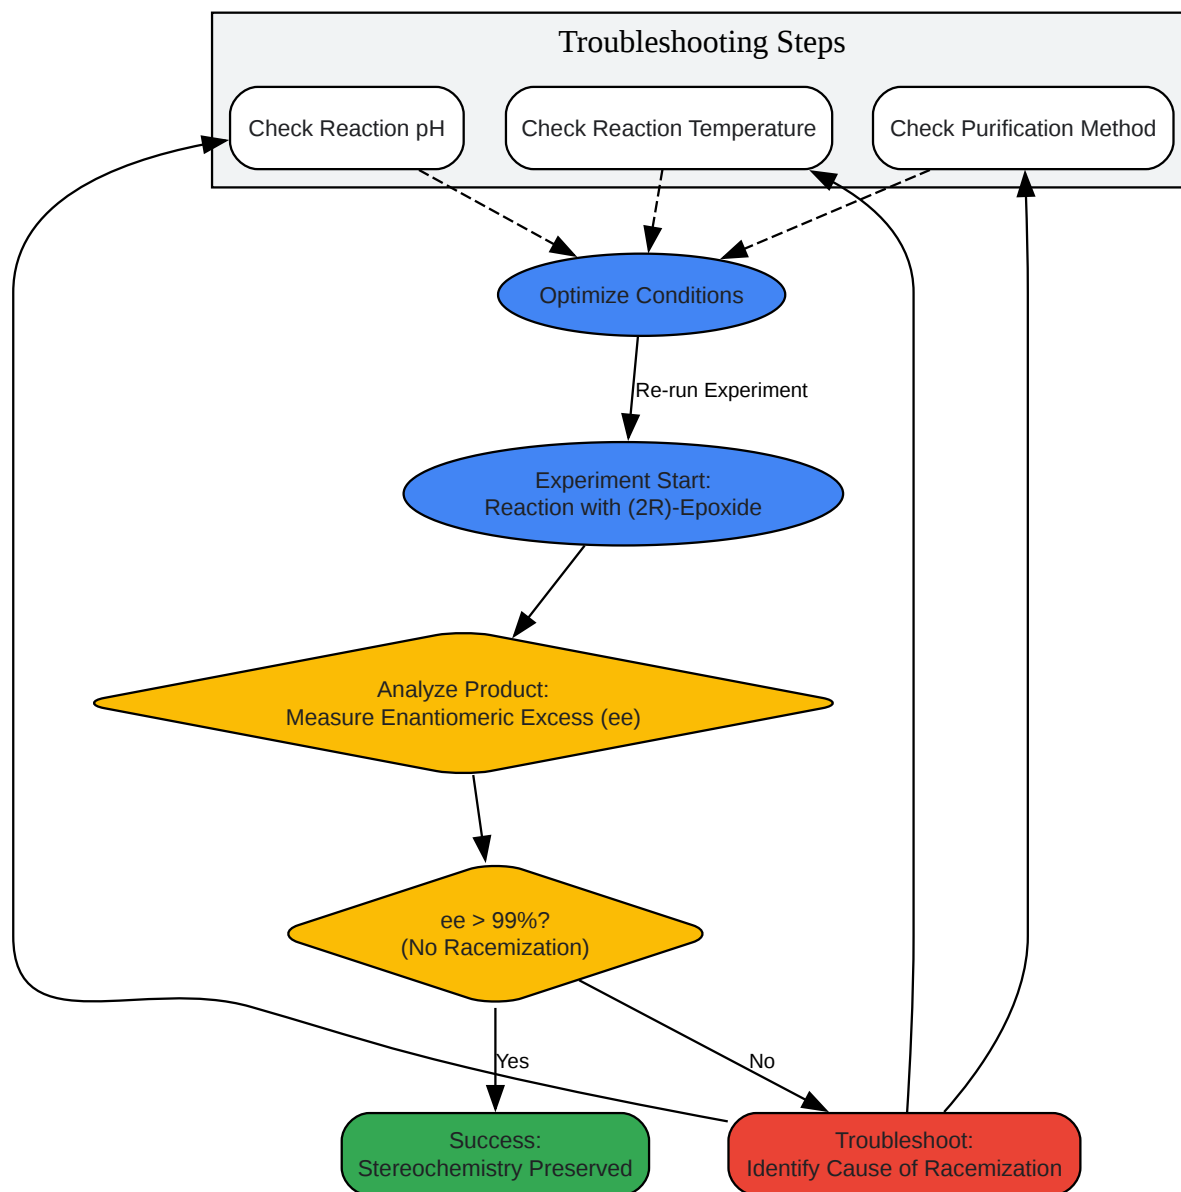 Troubleshooting Steps
Check Reaction pH
Check Reaction Temperature
Check Purification Method
Optimize Conditions
Re-run Experiment
Experiment Start:
Reaction with (2R)-Epoxide
Analyze Product:
Measure Enantiomeric Excess (ee)
ee > 99%?
(No Racemization)
Yes
No
Success:
Stereochemistry Preserved
Troubleshoot:
Identify Cause of Racemization